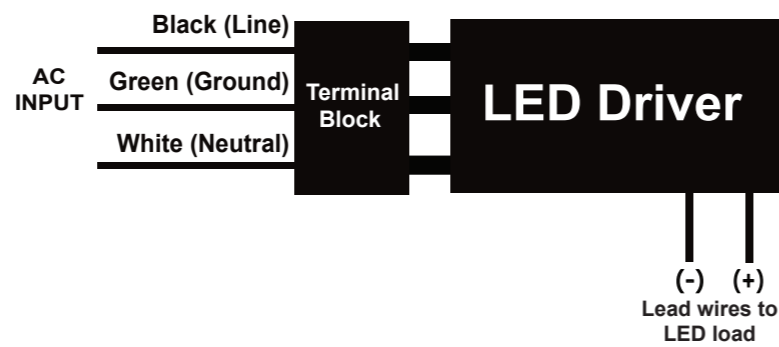 Black (Line)
AC
INPUT
Green (Ground)
White (Neutral)
Terminal
Block
LED Driver
(-) (+)
Lead wires to
LED load